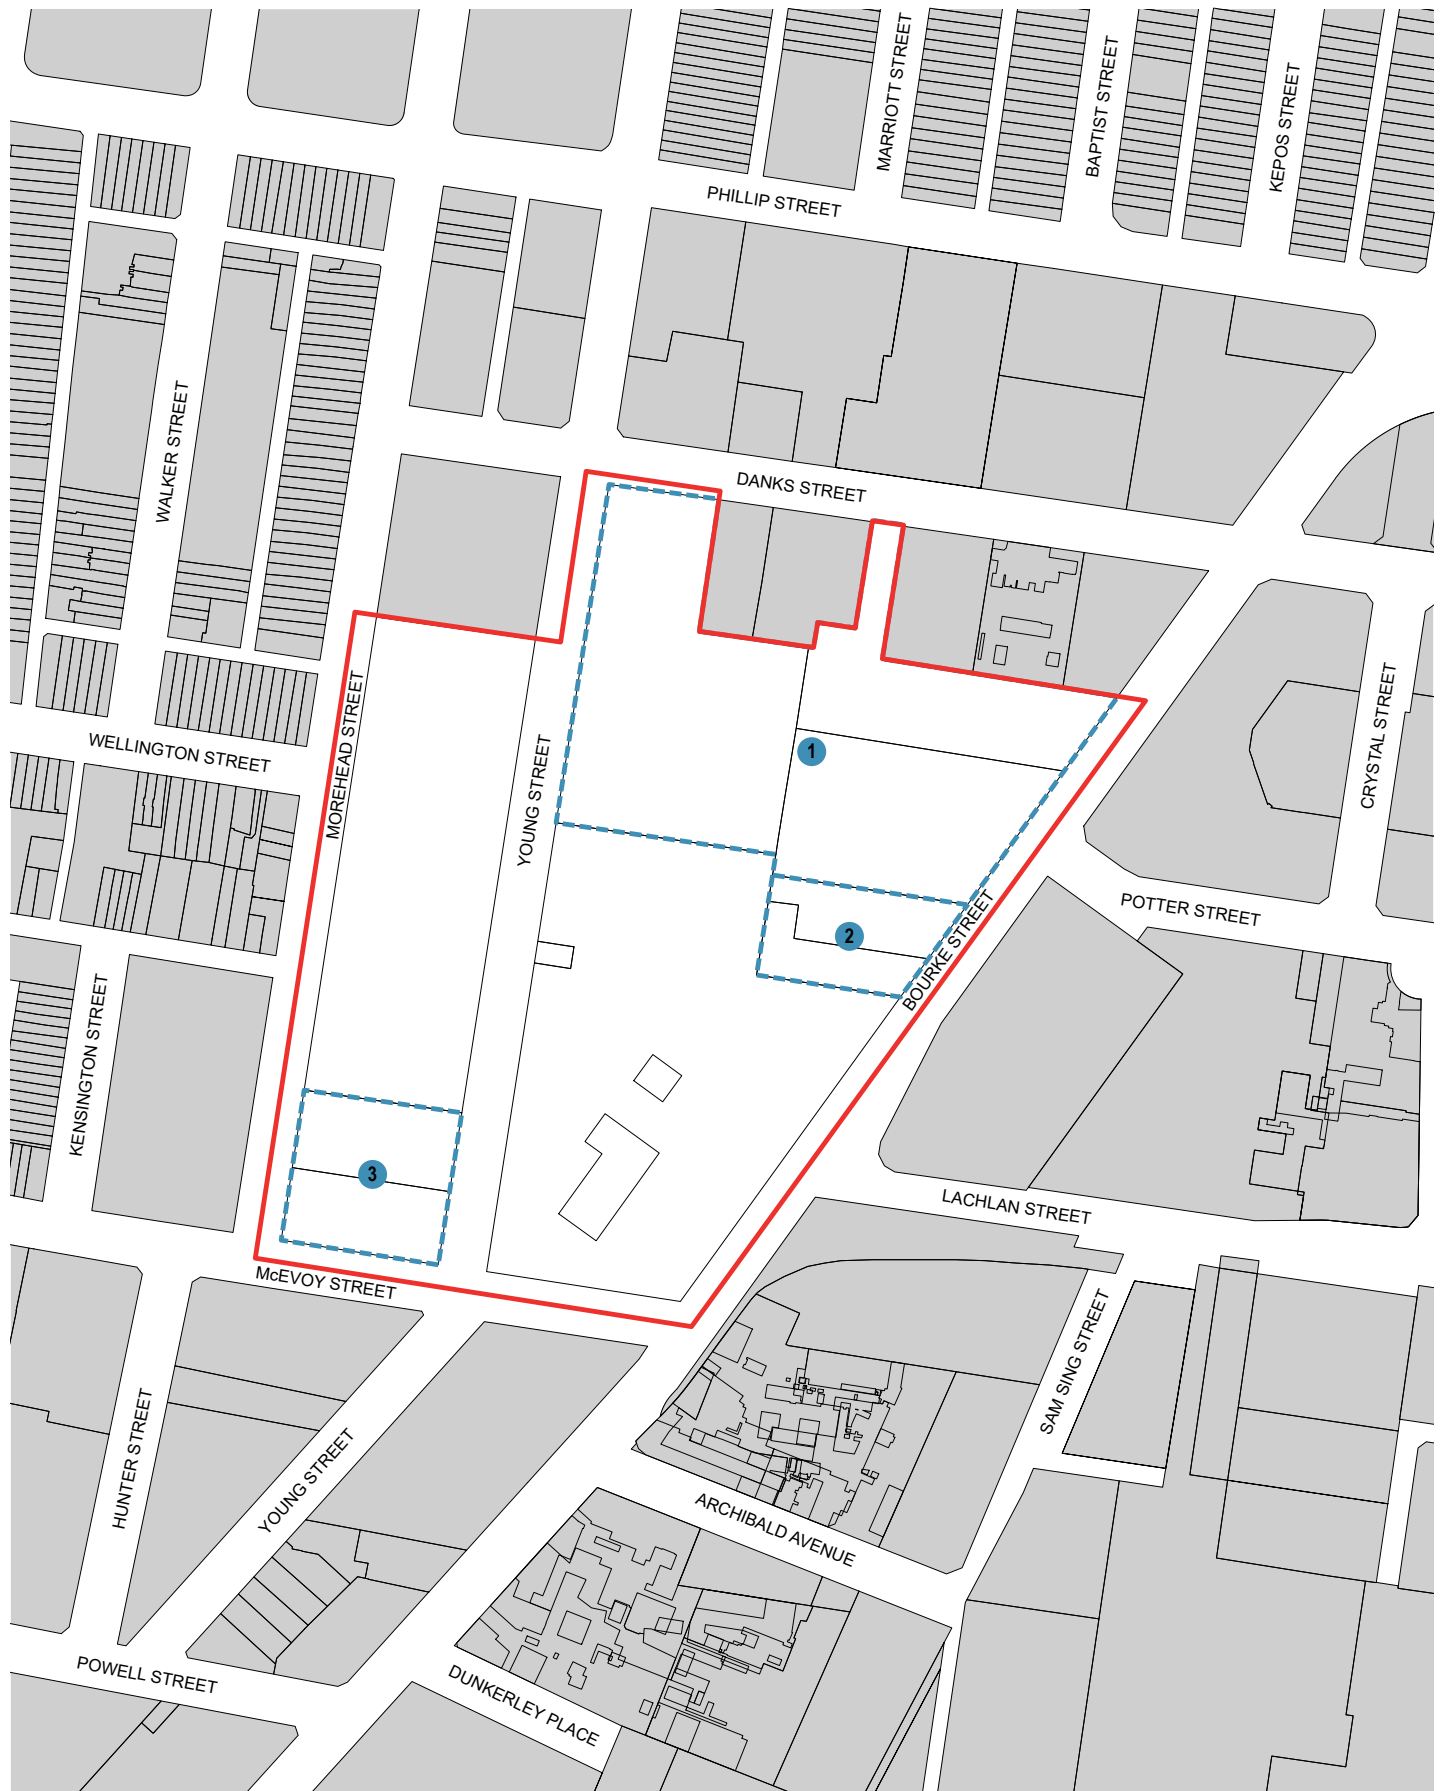 MARRIOTT STREET
BAPTIST STREET
KEPOS STREET
PHILLIP STREET
WALKER STREET
DANKS STREET
WELLINGTON STREET
MOREHEAD STREET
YOUNG STREET
1
CRYSTAL STREET
POTTER STREET
2
BOURKE STREET
KENSINGTON STREET
3
LACHLAN STREET
McEVOY STREET
SAM SING STREET
HUNTER STREET
YOUNG STREET
ARCHIBALD AVENUE
POWELL STREET
DUNKERLEY PLACE